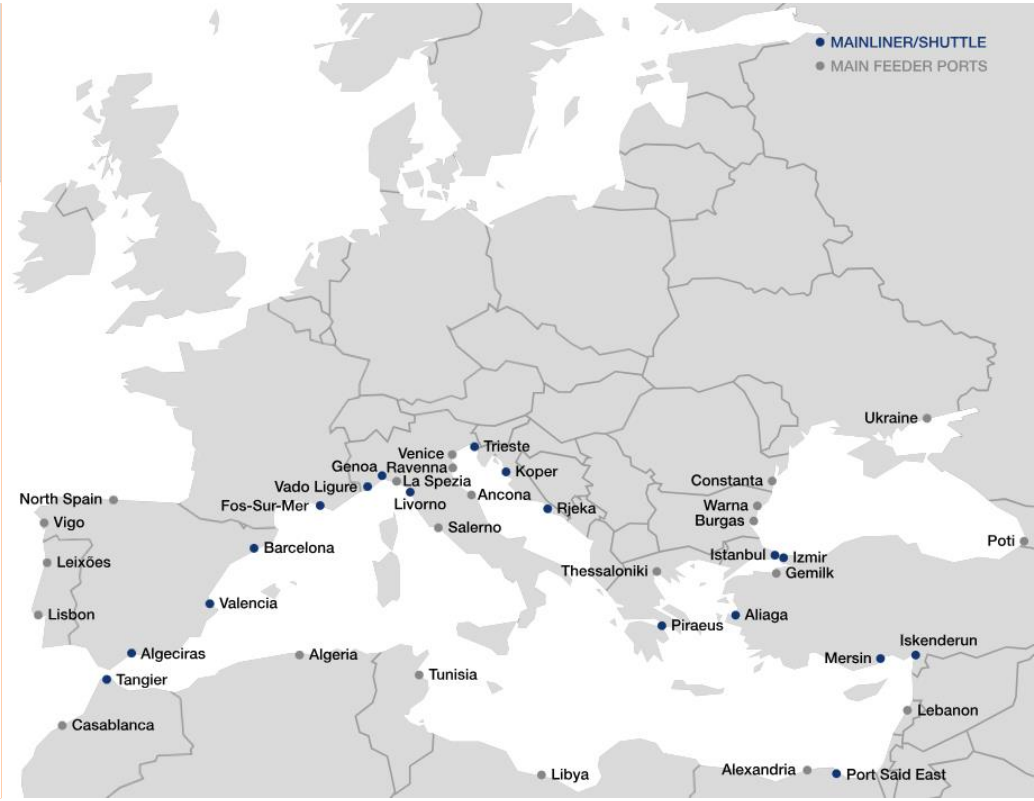 MAINLINER/SHUTTLE
MAIN FEEDER PORTS
Ukraine
Venice
Trieste
Genoa
Ravenna
Koper
La Spezia
Vado Ligure
Constanta
North Spain
Fos-Sur-Mer
Livorno
Ancona
Rjeka
Warna
Vigo
Salerno
Burgas
Poti
Barcelona
Istanbul
Izmir
Leixões
Thessaloniki
Gemilk
Valencia
Lisbon
Aliaga
Piraeus
Iskenderun
Algeciras
Algeria
Mersin
Tangier
Tunisia
Lebanon
Casablanca
Libya
Alexandria
Port Said East